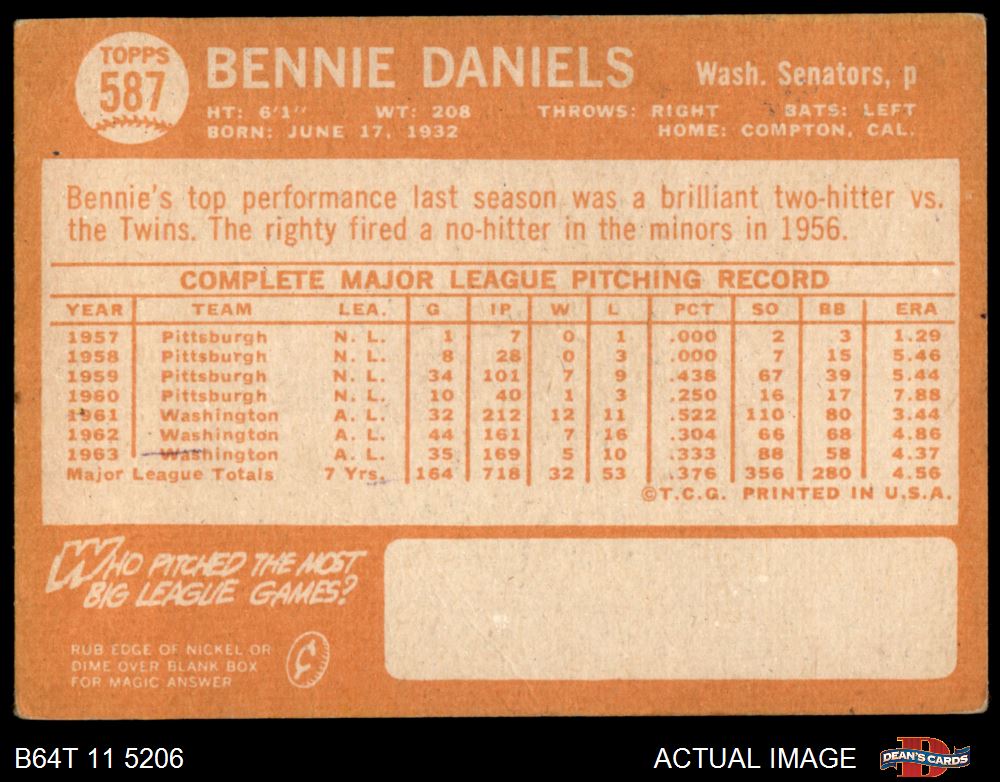 TOPPS
587
BENNIE DANIELS
Wash. Senators, p
HT: 6'1" WT: 208 THROWS: RIGHT BATS: LEFT
BORN: JUNE 17, 1932 HOME: COMPTON, CAL.
Bennie's top performance last season was a brilliant two-hitter vs.
the Twins. The righty fired a no-hitter in the minors in 1956.
COMPLETE MAJOR LEAGUE PITCHING RECORD
YEAR TEAM LEA. G IP W L PCT SO BB ERA
1957 Pittsburgh N. L. 1 7 0 1 .000 2 3 1.29
1958 Pittsburgh N. L. 8 28 0 3 .000 7 15 5.46
1959 Pittsburgh N. L. 34 101 7 9 .438 67 39 5.44
1960 Pittsburgh N. L. 10 40 1 3 .250 16 17 7.88
1961 Washington A. L. 32 212 12 11 .522 110 80 3.44
1962 Washington A. L. 44 161 7 16 .304 66 68 4.86
1963 Washington A. L. 35 169 5 10 .333 88 58 4.37
Major League Totals 7 Yrs. 164 718 32 53 .376 356 280 4.56
©T.C.G. PRINTED IN U.S.A.
WHO PITCHED THE MOST
BIG LEAGUE GAMES?
RUB EDGE OF NICKEL OR
DIME OVER BLANK BOX
FOR MAGIC ANSWER
¢
B64T 11 5206
ACTUAL IMAGE
D
DEAN'S CARDS